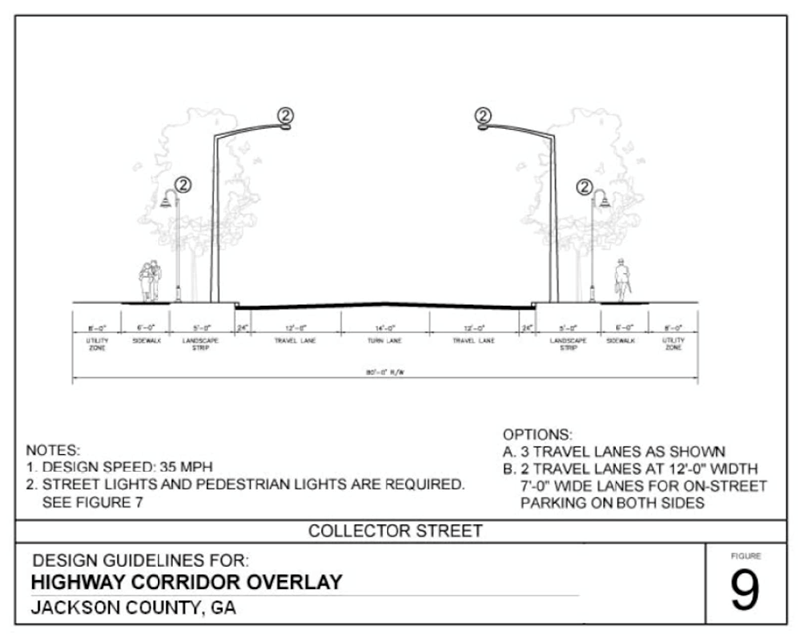 2
2
2
2
8'-0"
6'-0"
5'-0"
24"
12'-0"
14'-0"
12'-0"
24"
5'-0"
6'-0"
8'-0"
UTILITY
ZONE
SIDEWALK
LANDSCAPE
STRIP
TRAVEL LANE
TURN LANE
TRAVEL LANE
LANDSCAPE
STRIP
SIDEWALK
UTILITY
ZONE
80'-0" R/W
NOTES:
1. DESIGN SPEED: 35 MPH
2. STREET LIGHTS AND PEDESTRIAN LIGHTS ARE REQUIRED.
SEE FIGURE 7
OPTIONS:
A. 3 TRAVEL LANES AS SHOWN
B. 2 TRAVEL LANES AT 12'-0" WIDTH
7'-0" WIDE LANES FOR ON-STREET
PARKING ON BOTH SIDES
COLLECTOR STREET
DESIGN GUIDELINES FOR:
HIGHWAY CORRIDOR OVERLAY
JACKSON COUNTY, GA
FIGURE
9